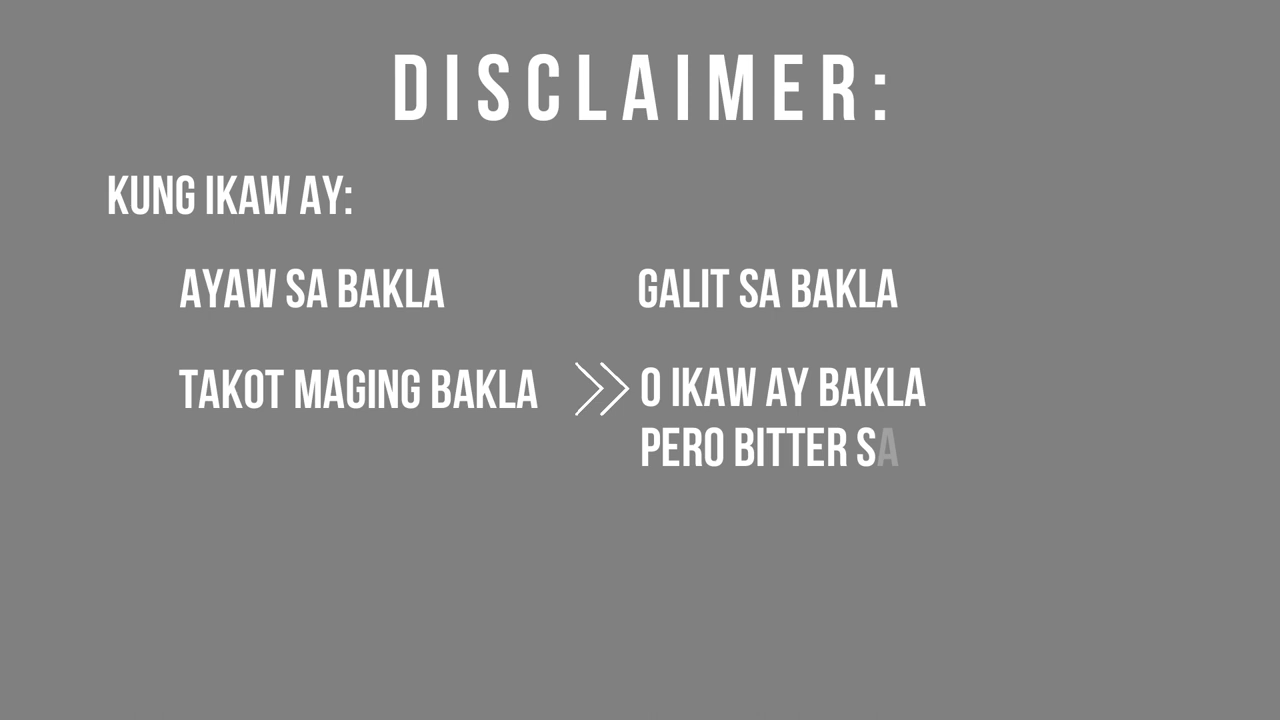 DISCLAIMER:
KUNG IKAW AY:
AYAW SA BAKLA
GALIT SA BAKLA
TAKOT MAGING BAKLA
O IKAW AY BAKLA
PERO BITTER SA